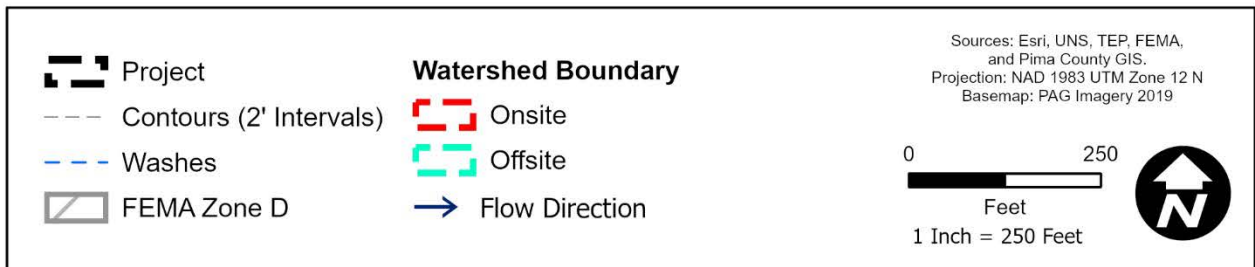 Project
Contours (2' Intervals)
Washes
FEMA Zone D
Watershed Boundary
Onsite
Offsite
Flow Direction
Sources: Esri, UNS, TEP, FEMA,
and Pima County GIS.
Projection: NAD 1983 UTM Zone 12 N
Basemap: PAG Imagery 2019
0 250
Feet
1 Inch = 250 Feet
N